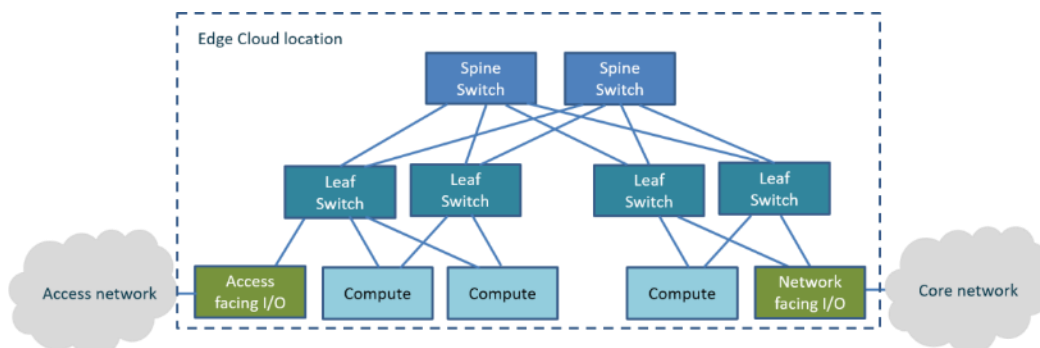 Edge Cloud location
Spine
Switch
Spine
Switch
Leaf
Switch
Leaf
Switch
Leaf
Switch
Leaf
Switch
Access network
Access
facing I/O
Compute
Compute
Compute
Network
facing I/O
Core network